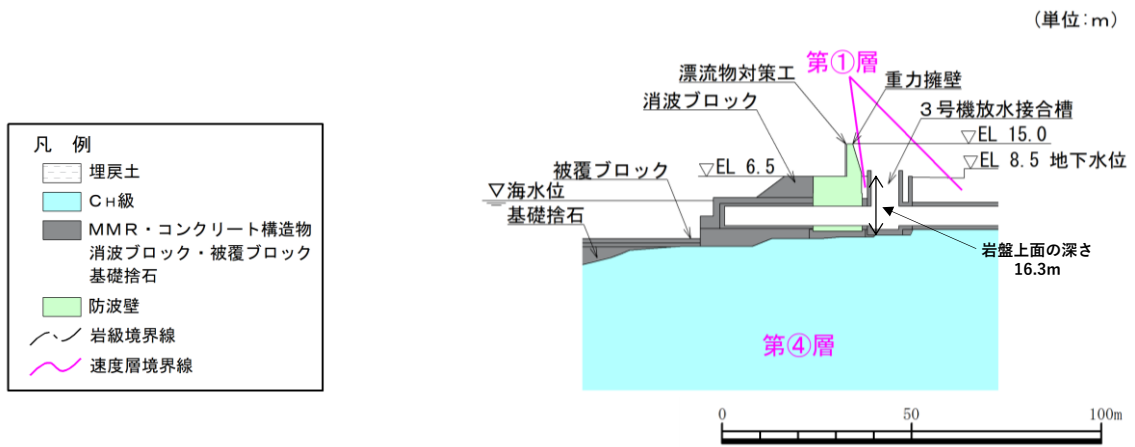 (単位:m)
第①層
漂流物対策工
重力擁壁
消波ブロック
3号機放水接合槽
▽EL 15.0
被覆ブロック
▽EL 6.5
▽EL 8.5 地下水位
▽海水位
基礎捨石
岩盤上面の深さ
16.3m
第④層
凡 例
埋戻土
CH級
MMR・コンクリート構造物
消波ブロック・被覆ブロック
基礎捨石
防波壁
岩級境界線
速度層境界線
0 50 100m